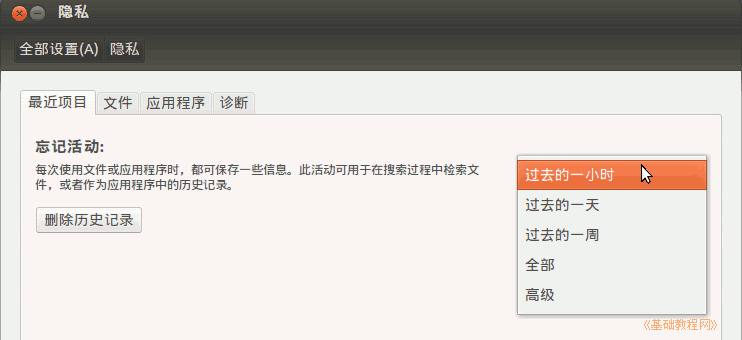 隐私
全部设置(A) 隐私
最近项目 文件 应用程序 诊断
忘记活动:
每次使用文件或应用程序时，都可保存一些信息。此活动可用于在搜索过程中检索文
件，或者作为应用程序中的历史记录。
删除历史记录
过去的一小时
过去的一天
过去的一周
全部
高级
《基础教程网》